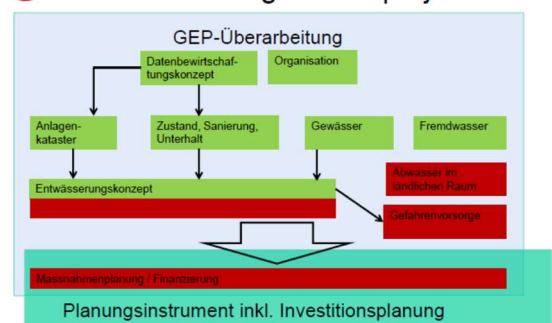 GEP-Überarbeitung
Datenbewirtschaf-
tungskonzept
Organisation
Anlagen-
kataster
Zustand, Sanierung,
Unterhalt
Gewässer
Fremdwasser
Abwasser im
ländlichen Raum
Entwässerungskonzept
Gefahrenvorsorge
Massnahmenplanung / Finanzierung
Planungsinstrument inkl. Investitionsplanung